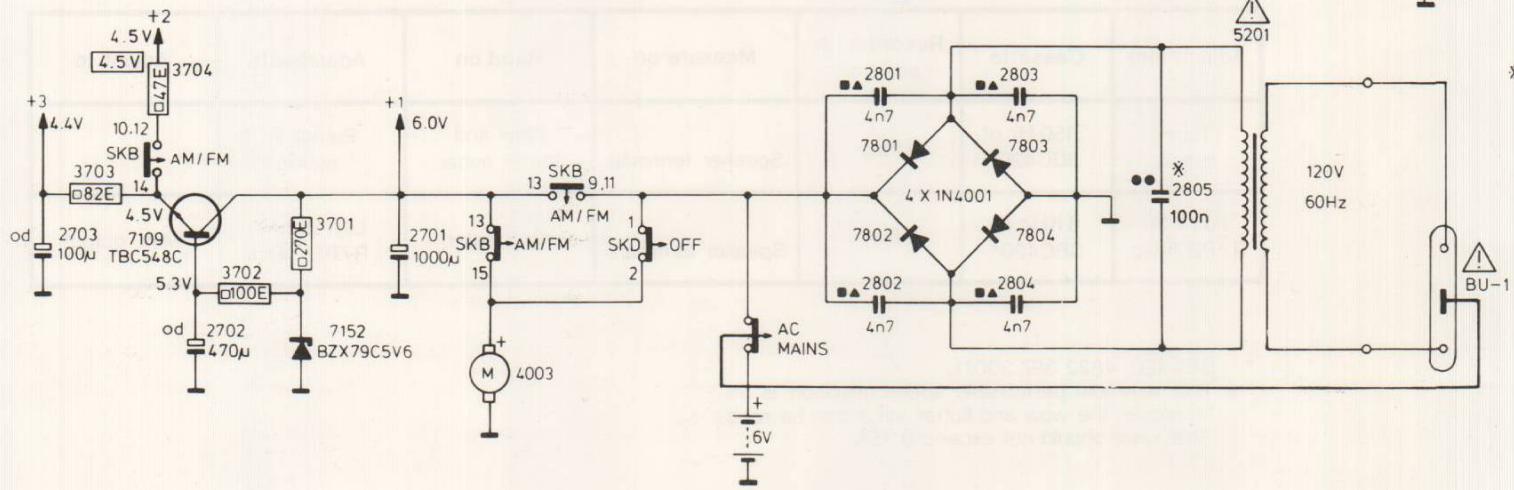 +2
4.5V
4.5V
3704
47E
+3
4.4V
10.12
SKB
AM/FM
3703
82E
14
4.5V
od
2703
100µ
7109
TBC548C
5.3V
3702
100E
od
2702
470µ
3701
270E
7152
BZX79C5V6
+1
6.0V
2701
1000µ
13
SKB
AM/FM
15
SKB
13
9,11
AM/FM
1
SKD
OFF
2
+
M
4003
AC
MAINS
+
6V
2801
4n7
2803
4n7
7801
7803
4 X 1N4001
7802
7804
2802
4n7
2804
4n7
※
2805
100n
!
5201
120V
60Hz
!
BU-1